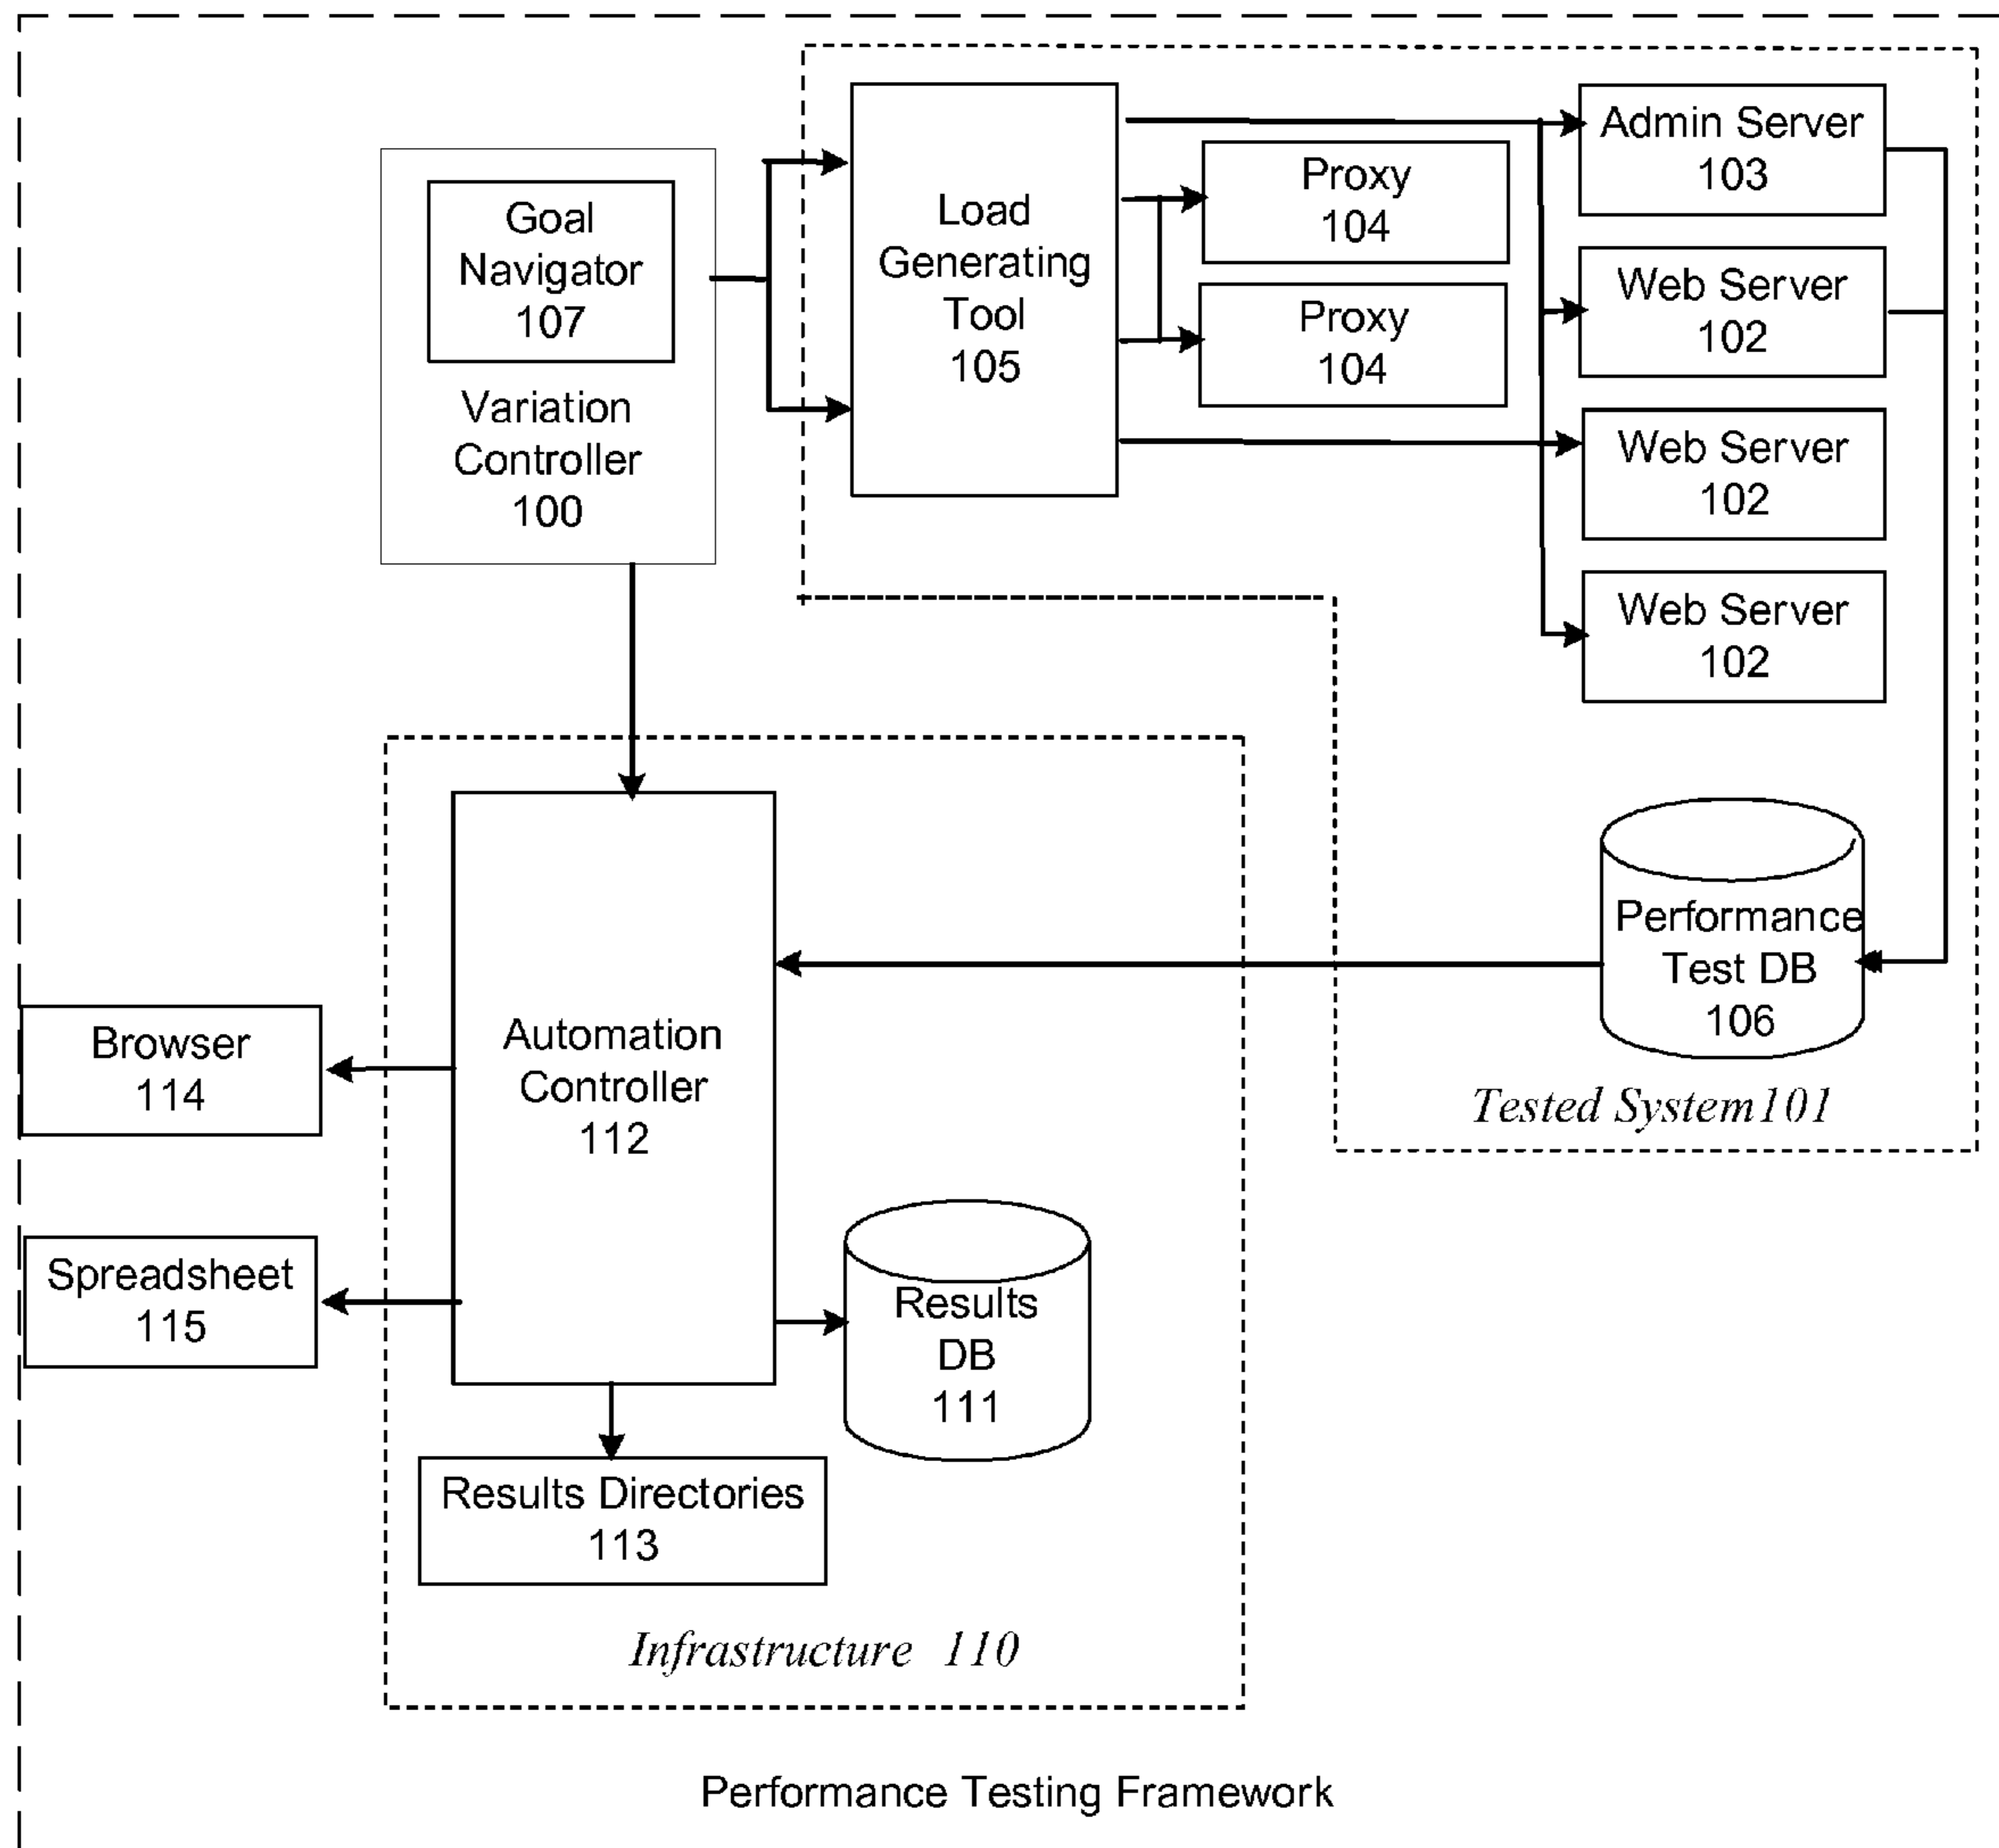 Goal
Navigator
107
Variation
Controller
100
Load
Generating
Tool
105
Proxy
104
Proxy
104
Admin Server
103
Web Server
102
Web Server
102
Web Server
102
Performance
Test DB
106
Tested System101
Automation
Controller
112
Browser
114
Spreadsheet
115
Results
DB
111
Results Directories
113
Infrastructure 110
Performance Testing Framework